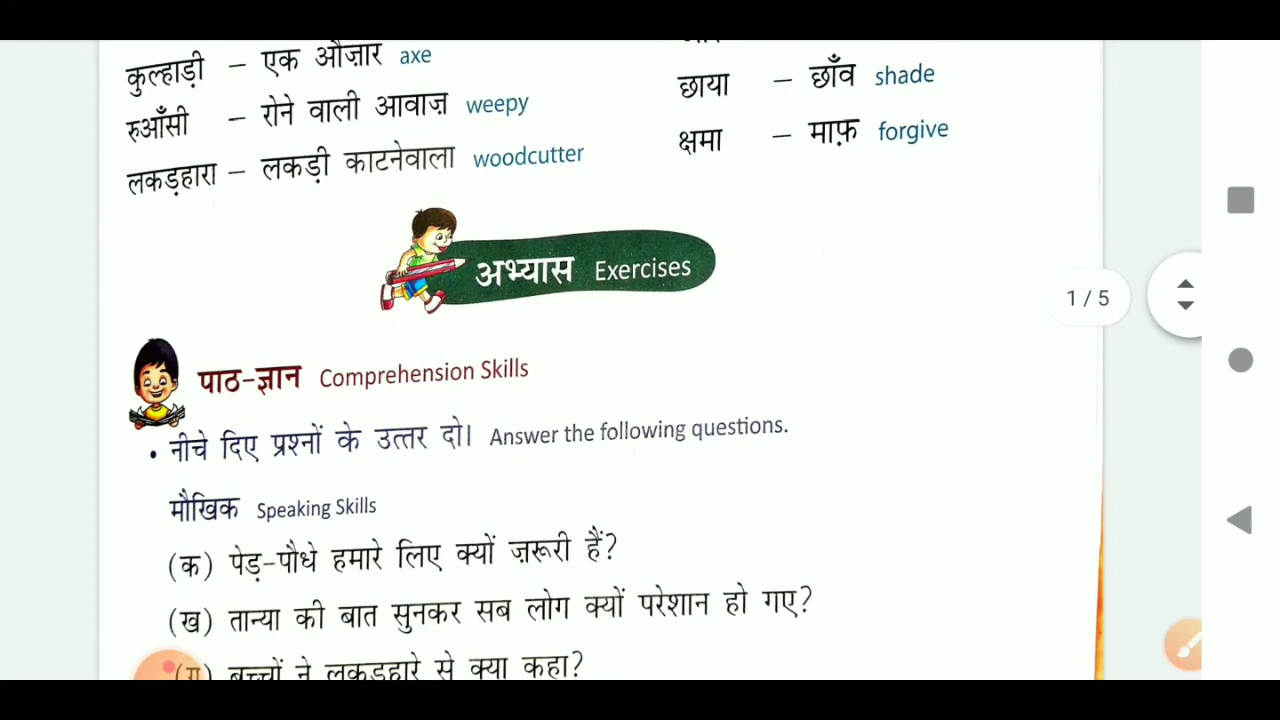 कुल्हाड़ी – एक औज़ार axe
रुआँसी – रोने वाली आवाज़ weepy
लकड़हारा – लकड़ी काटनेवाला woodcutter
छाया – छाँव shade
क्षमा – माफ़ forgive
अभ्यास Exercises
1 / 5
पाठ-ज्ञान Comprehension Skills
• नीचे दिए प्रश्नों के उत्तर दो। Answer the following questions.
मौखिक Speaking Skills
(क) पेड़-पौधे हमारे लिए क्यों ज़रूरी हैं?
(ख) तान्या की बात सुनकर सब लोग क्यों परेशान हो गए?
(ग) बच्चों ने लकड़हारे से क्या कहा?